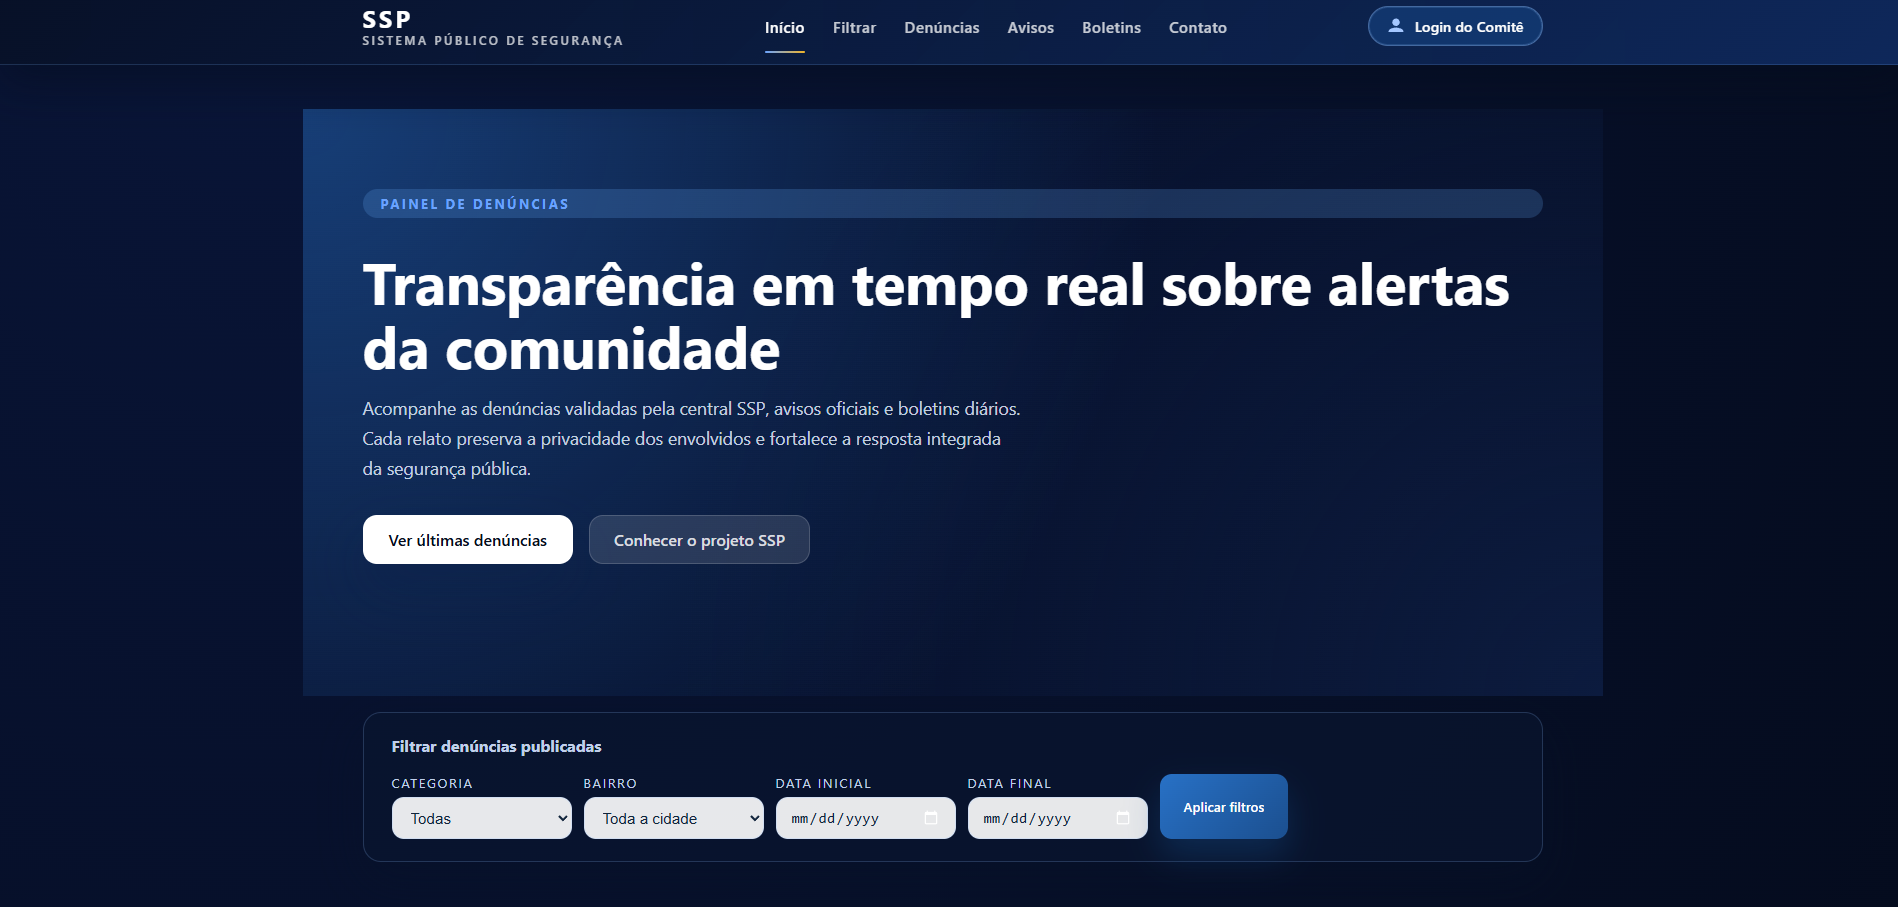 SSP
SISTEMA PÚBLICO DE SEGURANÇA
Início
Filtrar
Denúncias
Avisos
Boletins
Contato
Login do Comitê
PAINEL DE DENÚNCIAS
Transparência em tempo real sobre alertas
da comunidade
Acompanhe as denúncias validadas pela central SSP, avisos oficiais e boletins diários.
Cada relato preserva a privacidade dos envolvidos e fortalece a resposta integrada
da segurança pública.
Ver últimas denúncias
Conhecer o projeto SSP
Filtrar denúncias publicadas
CATEGORIA
BAIRRO
DATA INICIAL
DATA FINAL
Todas
Toda a cidade
mm/dd/yyyy
mm/dd/yyyy
Aplicar filtros